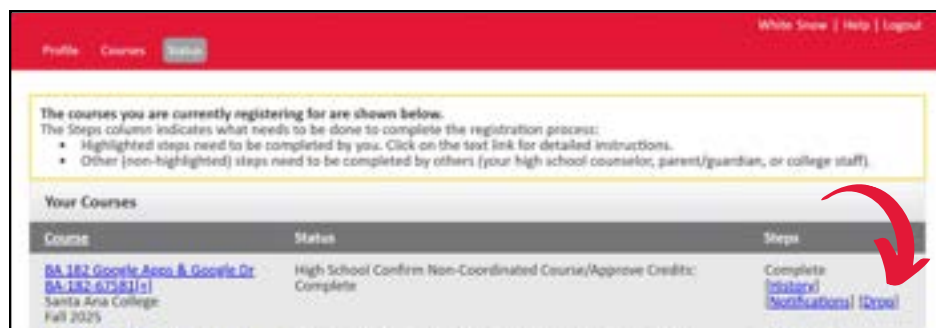 White Snow | Help | Logout
Profile Courses Status
The courses you are currently registering for are shown below.
The Steps column indicates what needs to be done to complete the registration process:
• Highlighted steps need to be completed by you. Click on the text link for detailed instructions.
• Other (non-highlighted) steps need to be completed by others (your high school counselor, parent/guardian, or college staff).
Your Courses
Course Status Steps
BA 182 Google Apps & Google Dr High School Confirm Non-Coordinated Course/Approve Credits: Complete
BA-182-67581[+] Complete [History]
Santa Ana College [Notifications] [Drop]
Fall 2025